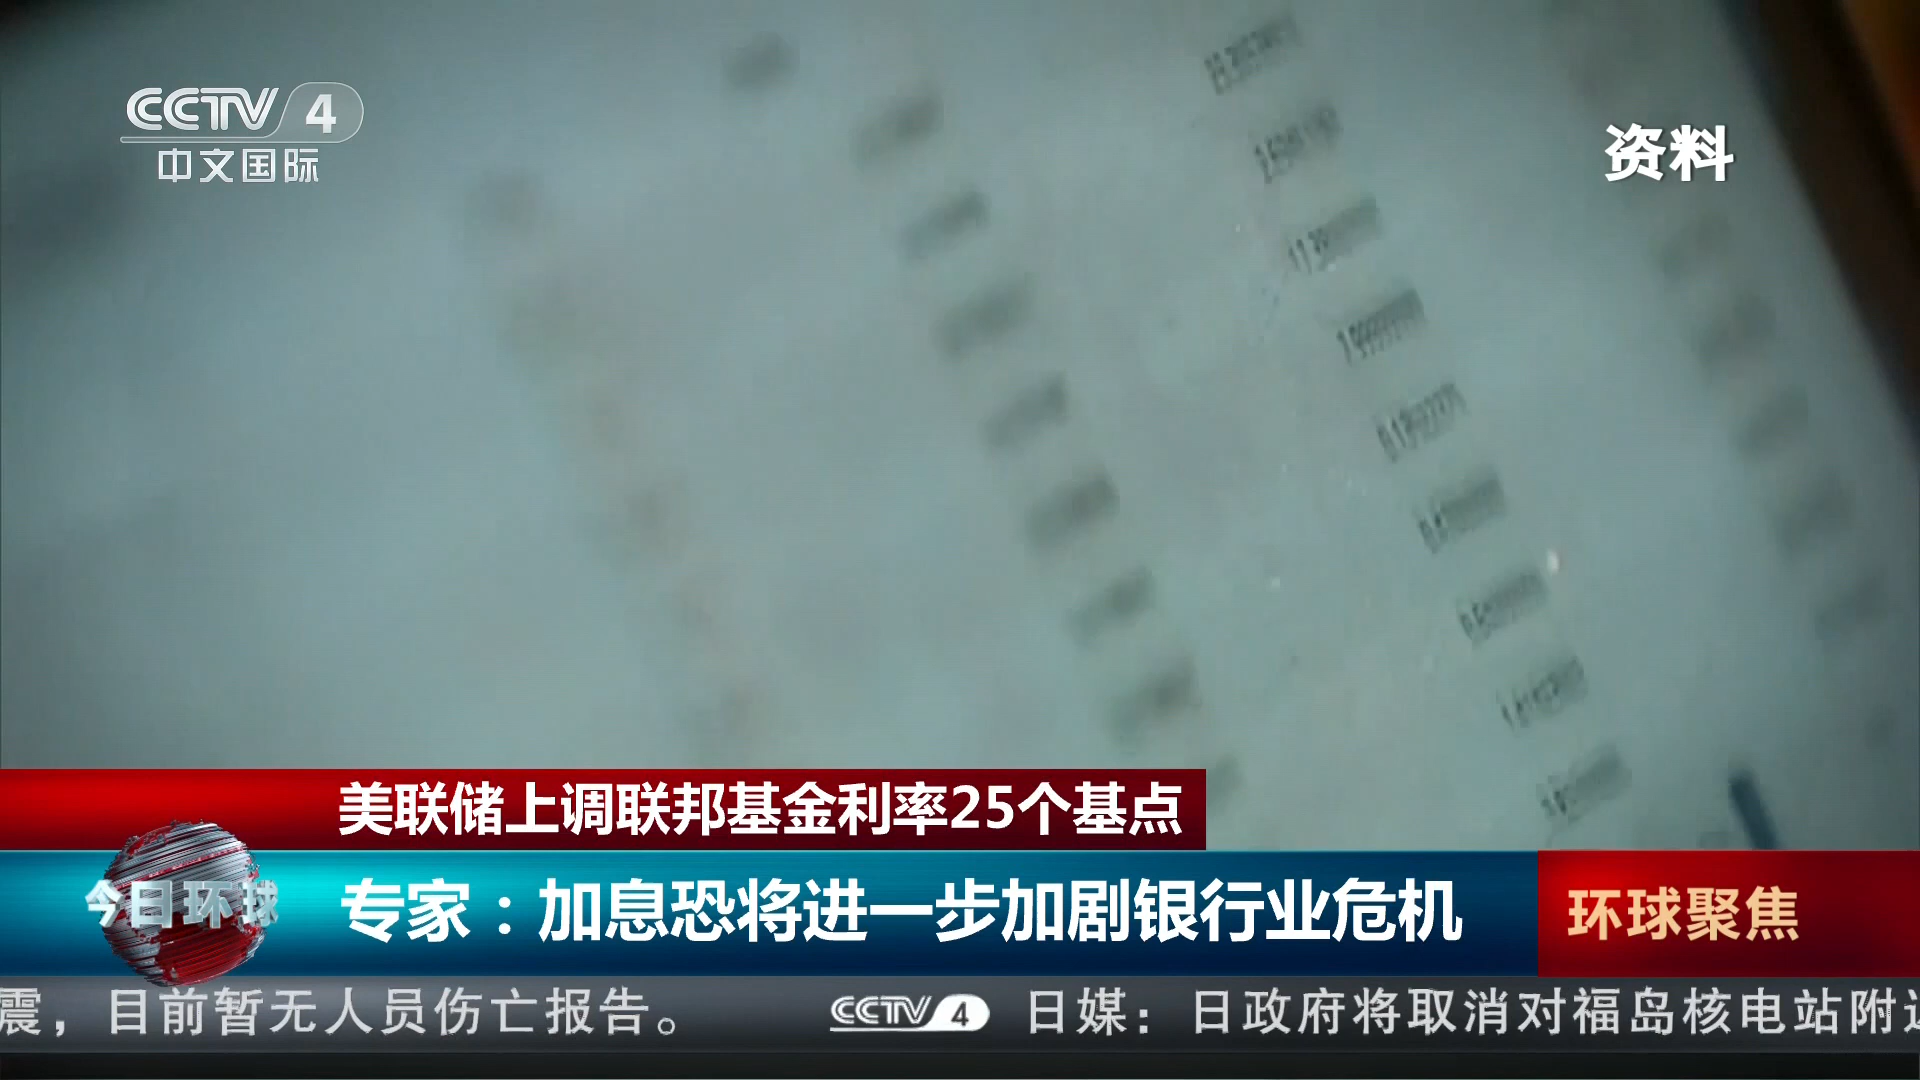 CCTV 4
中文国际
资料
美联储上调联邦基金利率25个基点
今日环球
专家：加息恐将进一步加剧银行业危机
环球聚焦
震，目前暂无人员伤亡报告。 CCTV 4 日媒：日政府将取消对福岛核电站附近